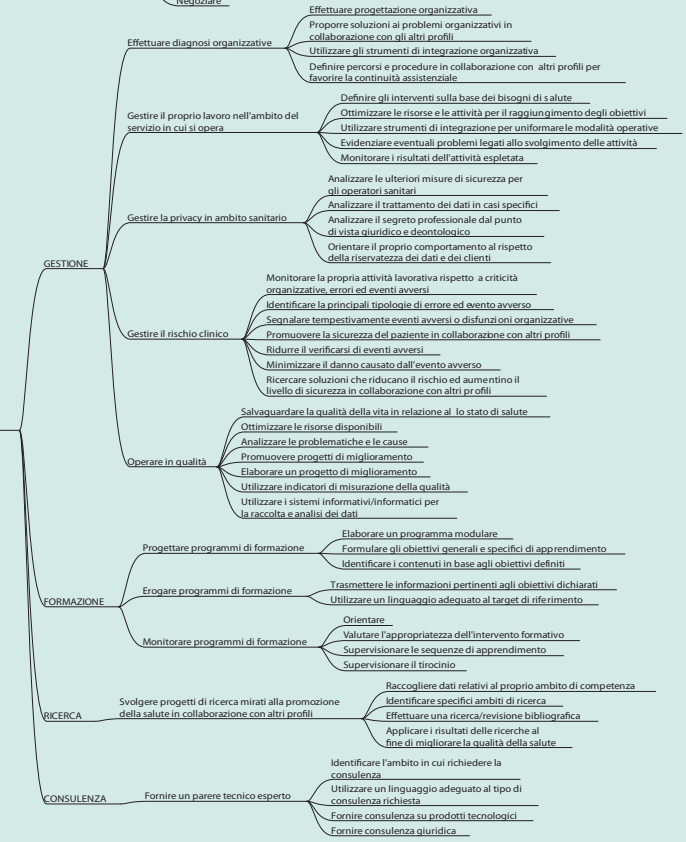 Negoziare
Effettuare progettazione organizzativa
Proporre soluzioni ai problemi organizzativi in
collaborazione con gli altri profili
Effettuare diagnosi organizzative
Utilizzare gli strumenti di integrazione organizzativa
Definire percorsi e procedure in collaborazione con altri profili per
favorire la continuità assistenziale
Definire gli interventi sulla base dei bisogni di salute
Ottimizzare le risorse e le attività per il raggiungimento degli obiettivi
Gestire il proprio lavoro nell'ambito del
servizio in cui si opera
Utilizzare strumenti di integrazione per uniformare le modalità operative
Evidenziare eventuali problemi legati allo svolgimento delle attività
Monitorare i risultati dell'attività espletata
Analizzare le ulteriori misure di sicurezza per
gli operatori sanitari
Analizzare il trattamento dei dati in casi specifici
Gestire la privacy in ambito sanitario
Analizzare il segreto professionale dal punto
di vista giuridico e deontologico
Orientare il proprio comportamento al rispetto
della riservatezza dei dati e dei clienti
GESTIONE
Monitorare la propria attività lavorativa rispetto a criticità
organizzative, errori ed eventi avversi
Identificare la principali tipologie di errore ed evento avverso
Segnalare tempestivamente eventi avversi o disfunzioni organizzative
Gestire il rischio clinico
Promuovere la sicurezza del paziente in collaborazione con altri profili
Ridurre il verificarsi di eventi avversi
Minimizzare il danno causato dall'evento avverso
Ricercare soluzioni che riducano il rischio ed aumentino il
livello di sicurezza in collaborazione con altri profili
Salvaguardare la qualità della vita in relazione al lo stato di salute
Ottimizzare le risorse disponibili
Analizzare le problematiche e le cause
Promuovere progetti di miglioramento
Operare in qualità
Elaborare un progetto di miglioramento
Utilizzare indicatori di misurazione della qualità
Utilizzare i sistemi informativi/informatici per
la raccolta e analisi dei dati
Elaborare un programma modulare
Progettare programmi di formazione
Formulare gli obiettivi generali e specifici di apprendimento
Identificare i contenuti in base agli obiettivi definiti
Trasmettere le informazioni pertinenti agli obiettivi dichiarati
Erogare programmi di formazione
Utilizzare un linguaggio adeguato al target di riferimento
FORMAZIONE
Orientare
Valutare l'appropriatezza dell'intervento formativo
Monitorare programmi di formazione
Supervisionare le sequenze di apprendimento
Supervisionare il tirocinio
Raccogliere dati relativi al proprio ambito di competenza
Identificare specifici ambiti di ricerca
RICERCA
Svolgere progetti di ricerca mirati alla promozione
della salute in collaborazione con altri profili
Effettuare una ricerca/revisione bibliografica
Applicare i risultati delle ricerche al
fine di migliorare la qualità della salute
Identificare l'ambito in cui richiedere la
consulenza
Utilizzare un linguaggio adeguato al tipo di
consulenza richiesta
CONSULENZA
Fornire un parere tecnico esperto
Fornire consulenza su prodotti tecnologici
Fornire consulenza giuridica